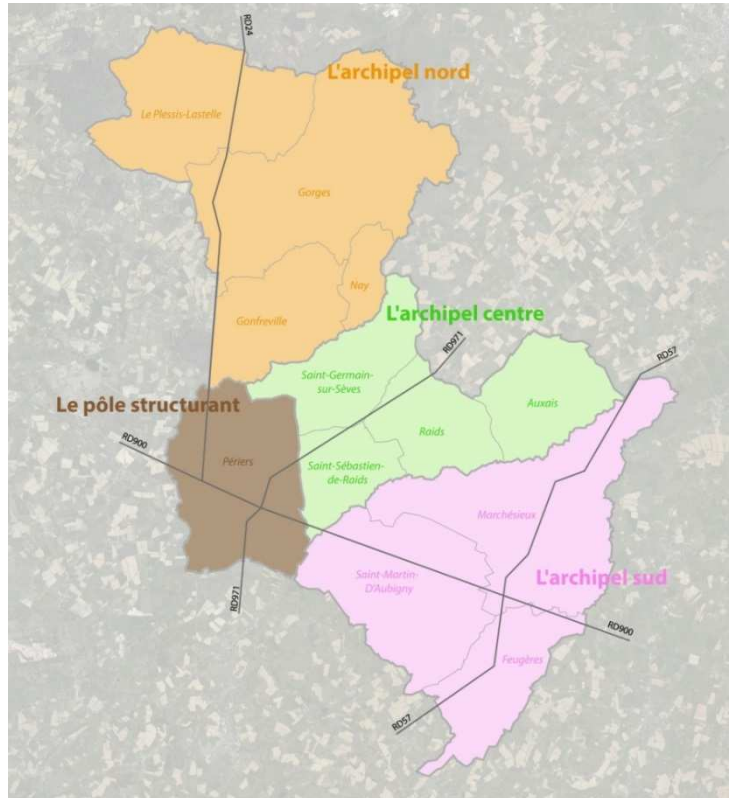 RD24
L'archipel nord
Le Plessis-Lastelle
Gorges
Nay
Gonfreville
L'archipel centre
RD971
RD57
Saint-Germain-
sur-Sèves
Auxais
Le pôle structurant
Raids
RD900
Périers
Saint-Sébastien-
de-Raids
Marchésieux
L'archipel sud
Saint-Martin-
D'Aubigny
RD971
RD900
Feugères
RD57